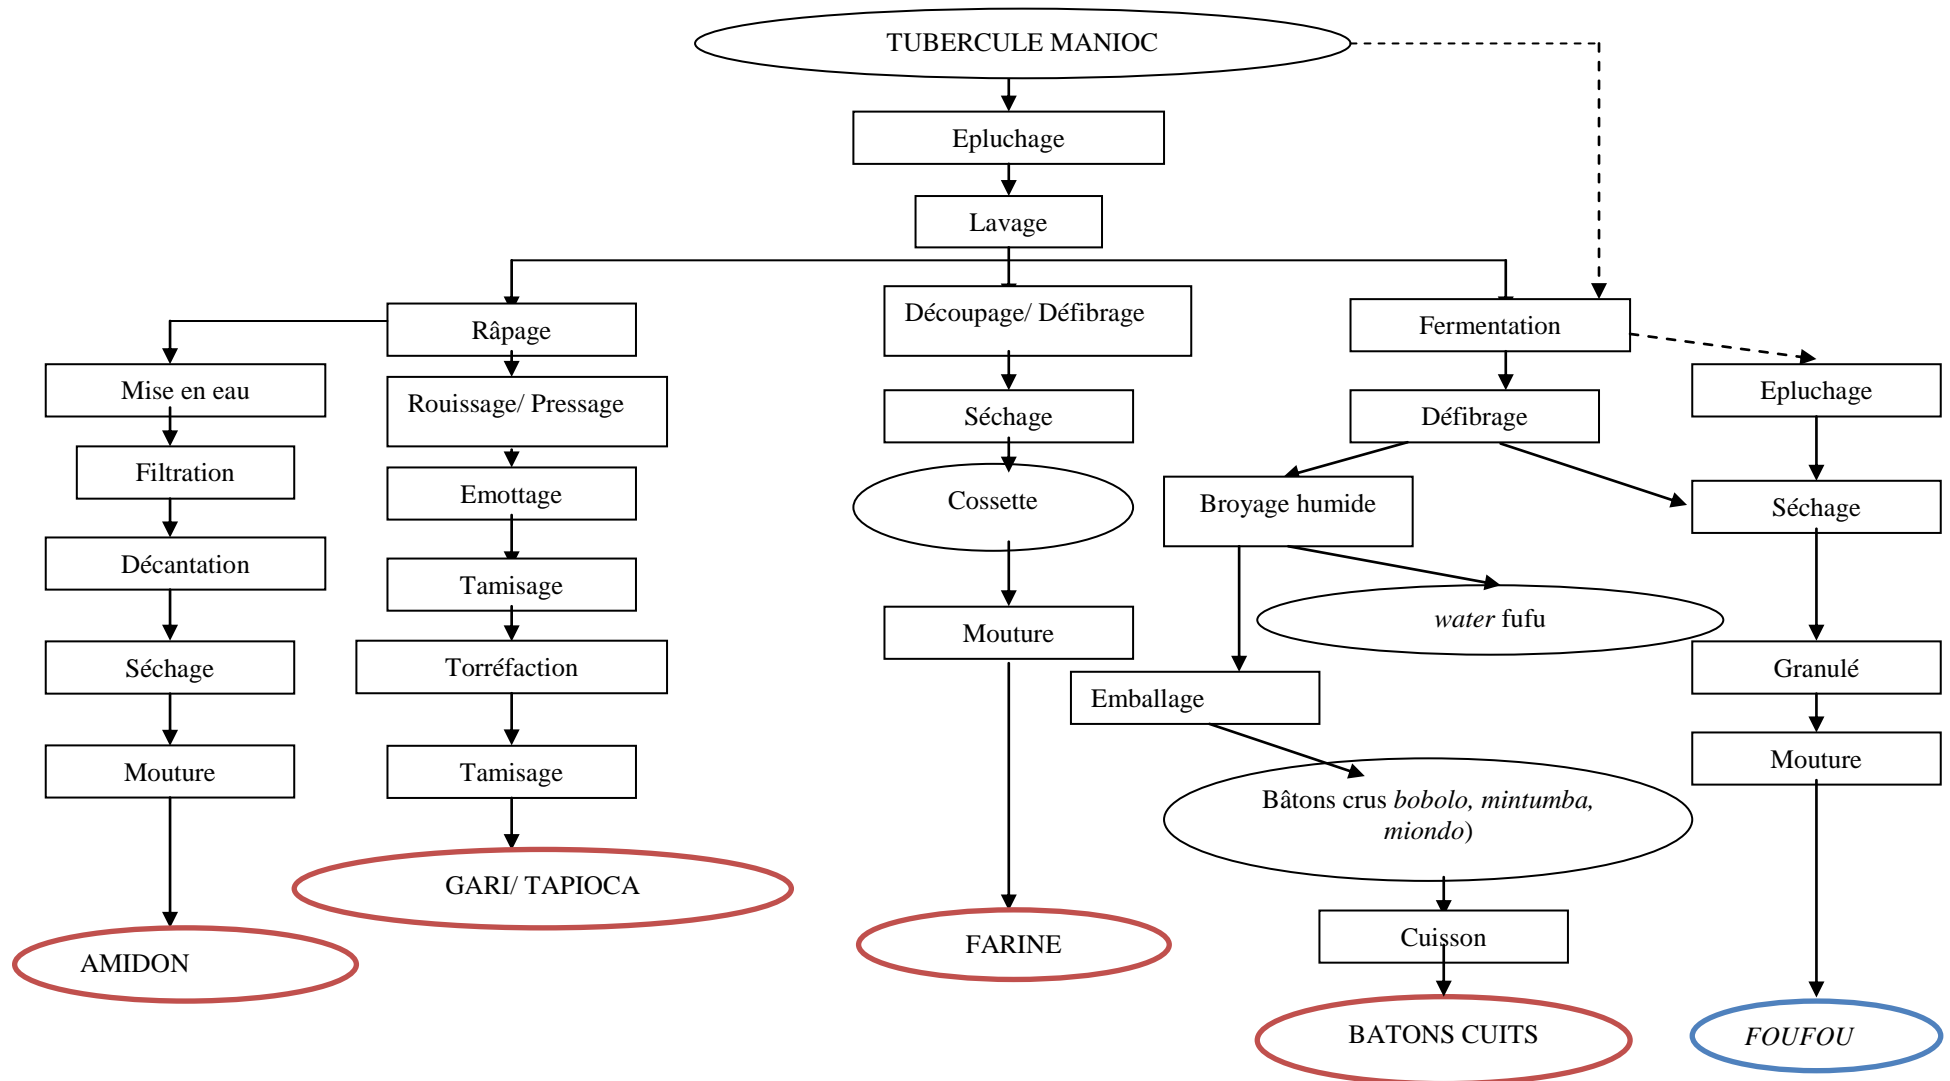 TUBERCULE MANIOC
Epluchage
Lavage
Râpage
Découpage/ Défibrage
Fermentation
Mise en eau
Rouissage/ Pressage
Séchage
Défibrage
Epluchage
Filtration
Emottage
Cossette
Broyage humide
Séchage
Décantation
Tamisage
Mouture
water fufu
Séchage
Torréfaction
Emballage
Granulé
Mouture
Tamisage
Bâtons crus bobolo, mintumba,
miondo)
Mouture
GARI/ TAPIOCA
AMIDON
FARINE
Cuisson
BATONS CUITS
FOUFOU